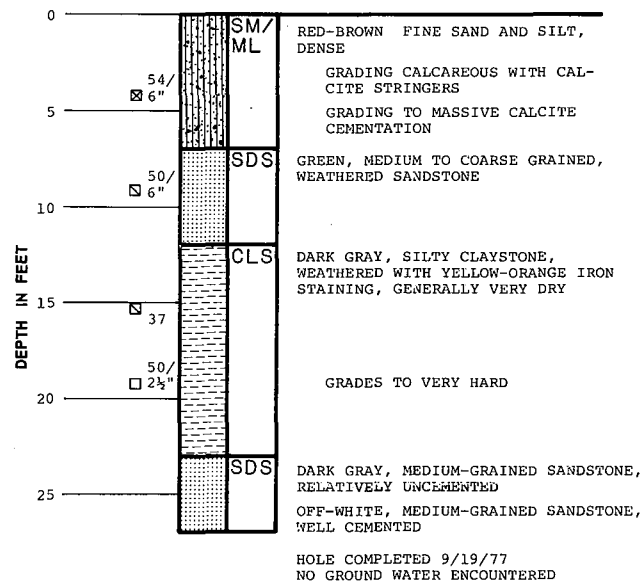 0
SM/
ML
RED-BROWN FINE SAND AND SILT,
DENSE
GRADING CALCAREOUS WITH CAL-
CITE STRINGERS
54/
6"
5
GRADING TO MASSIVE CALCITE
CEMENTATION
SDS
GREEN, MEDIUM TO COARSE GRAINED,
WEATHERED SANDSTONE
50/
6"
10
CLS
DARK GRAY, SILTY CLAYSTONE,
WEATHERED WITH YELLOW-ORANGE IRON
STAINING, GENERALLY VERY DRY
DEPTH IN FEET
15
37
50/
2½"
GRADES TO VERY HARD
20
SDS
DARK GRAY, MEDIUM-GRAINED SANDSTONE,
RELATIVELY UNCEMENTED
25
OFF-WHITE, MEDIUM-GRAINED SANDSTONE,
WELL CEMENTED
HOLE COMPLETED 9/19/77
NO GROUND WATER ENCOUNTERED